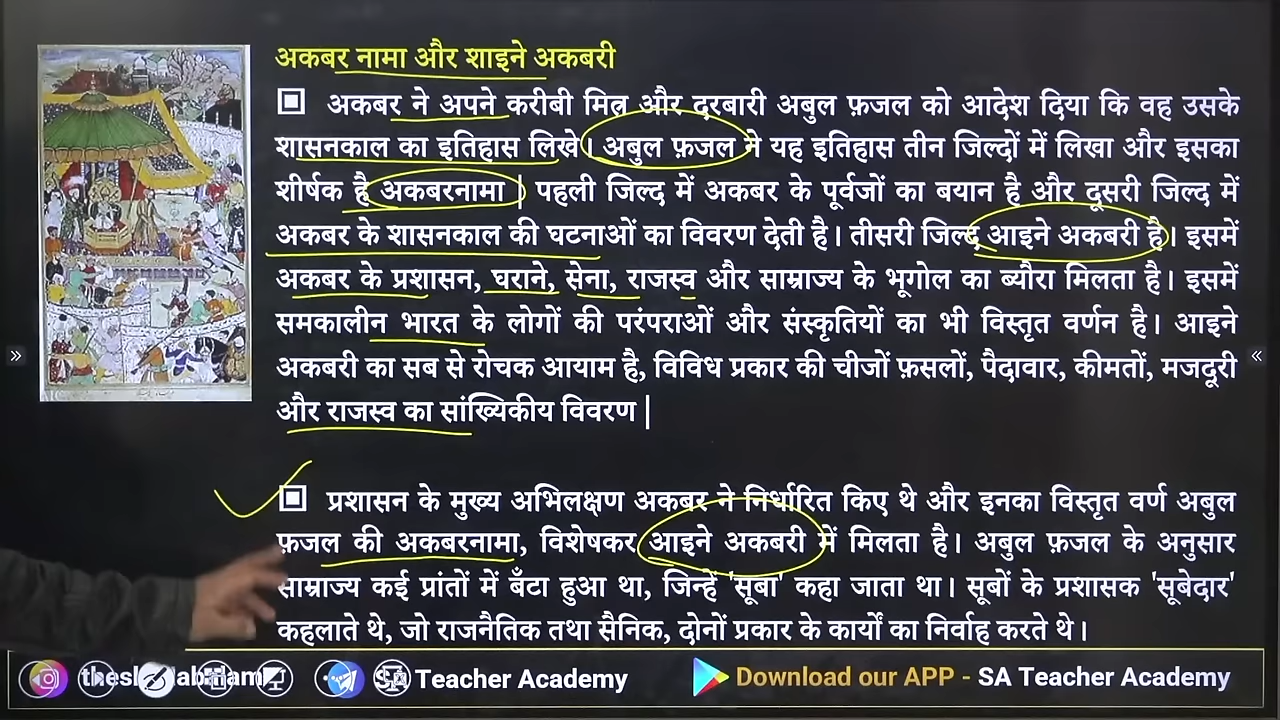 अकबर नामा और शाइने अकबरी
अकबर ने अपने करीबी मित्र और दरबारी अबुल फ़जल को आदेश दिया कि वह उसके
शासनकाल का इतिहास लिखे। अबुल फ़जल ने यह इतिहास तीन जिल्दों में लिखा और इसका
शीर्षक है अकबरनामा | पहली जिल्द में अकबर के पूर्वजों का बयान है और दूसरी जिल्द में
अकबर के शासनकाल की घटनाओं का विवरण देती है। तीसरी जिल्द आइने अकबरी है। इसमें
अकबर के प्रशासन, घराने, सेना, राजस्व और साम्राज्य के भूगोल का ब्यौरा मिलता है। इसमें
समकालीन भारत के लोगों की परंपराओं और संस्कृतियों का भी विस्तृत वर्णन है। आइने
अकबरी का सब से रोचक आयाम है, विविध प्रकार की चीजों फ़सलों, पैदावार, कीमतों, मजदूरी
और राजस्व का सांख्यिकीय विवरण |
प्रशासन के मुख्य अभिलक्षण अकबर ने निर्धारित किए थे और इनका विस्तृत वर्ण अबुल
फ़जल की अकबरनामा, विशेषकर आइने अकबरी में मिलता है। अबुल फ़जल के अनुसार
साम्राज्य कई प्रांतों में बँटा हुआ था, जिन्हें 'सूबा' कहा जाता था। सूबों के प्रशासक 'सूबेदार'
कहलाते थे, जो राजनैतिक तथा सैनिक, दोनों प्रकार के कार्यों का निर्वाह करते थे।
Teacher Academy
Download our APP - SA Teacher Academy